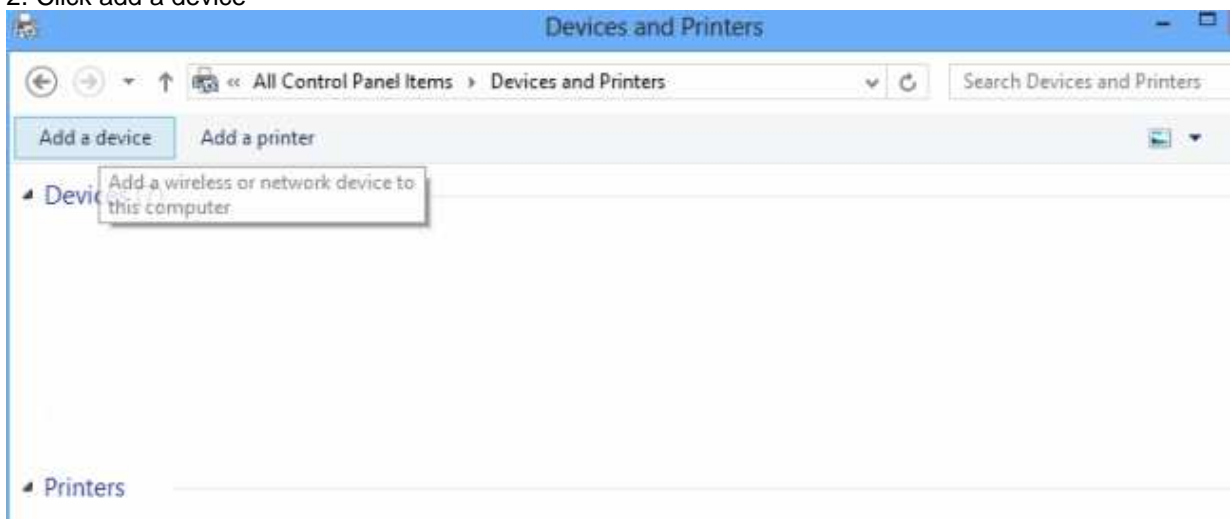 2. Click add a device
Devices and Printers
« All Control Panel Items › Devices and Printers
Search Devices and Printers
Add a device Add a printer
Add a wireless or network device to
this computer
Printers